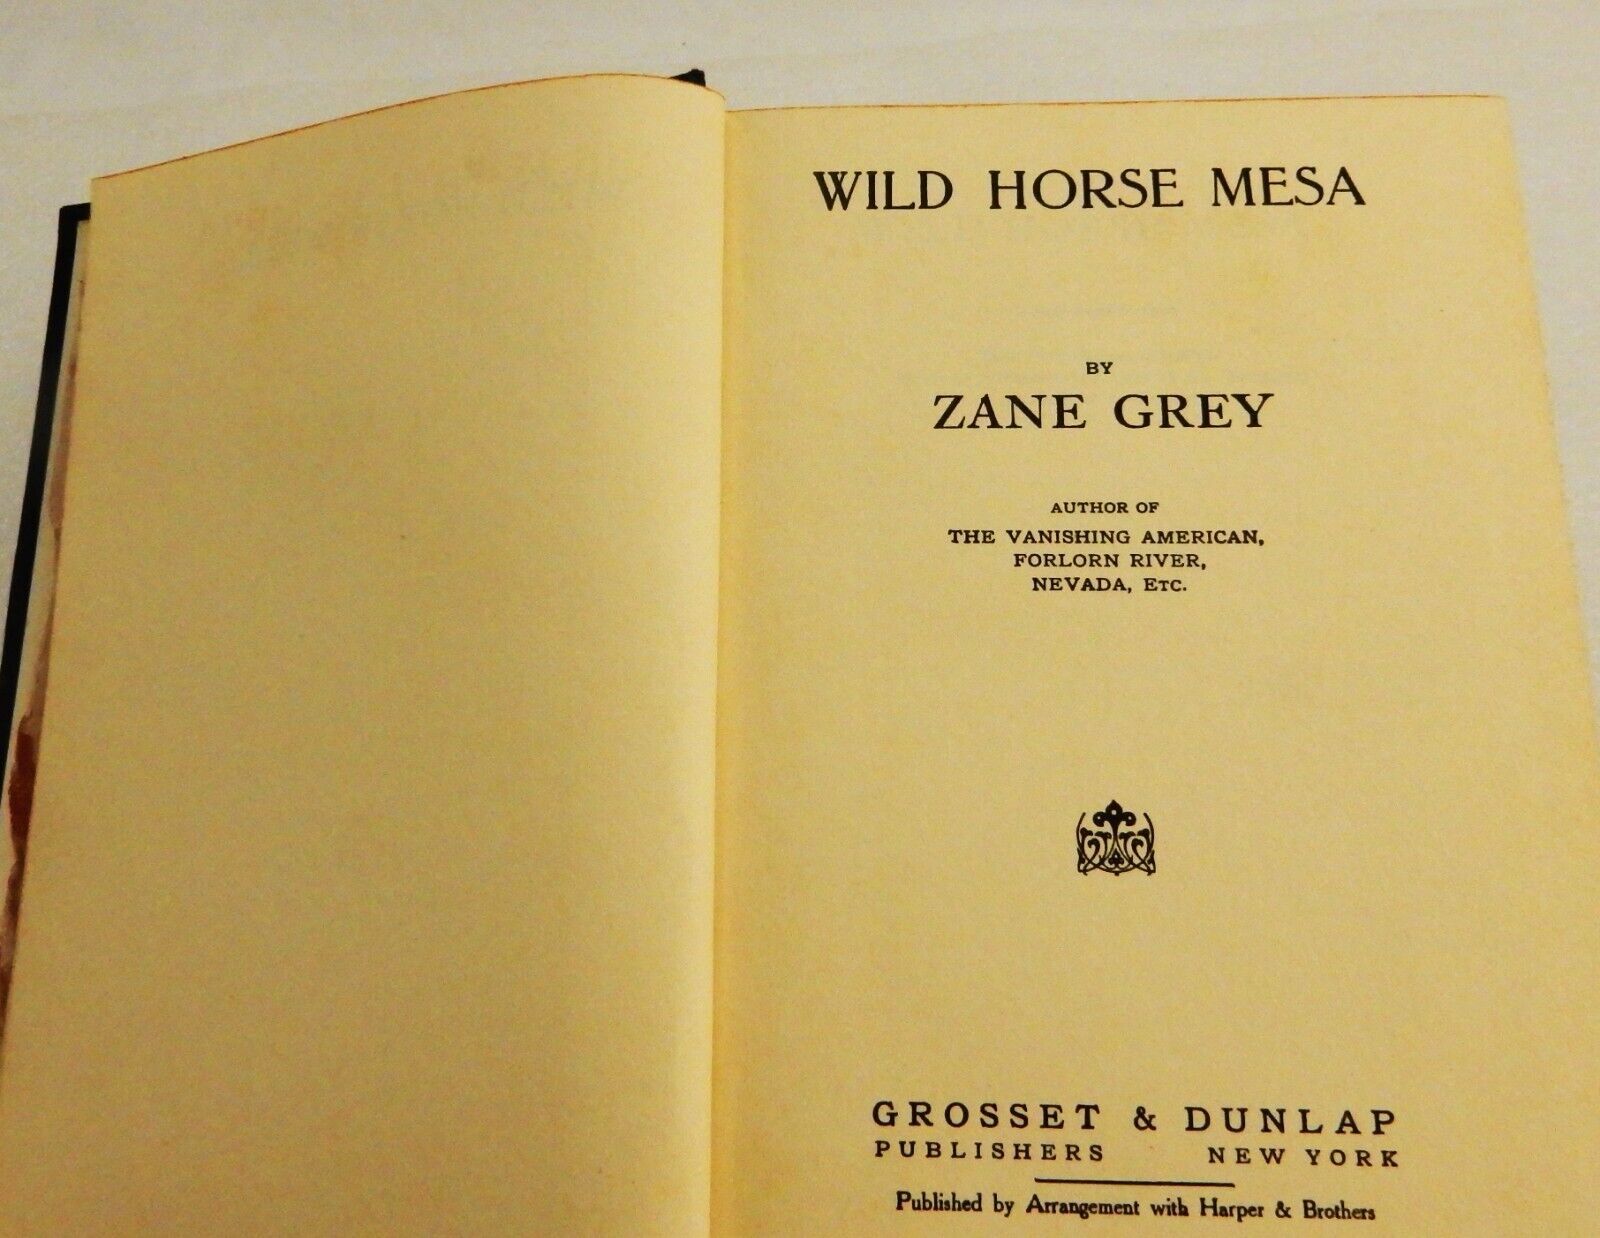 WILD HORSE MESA
BY
ZANE GREY
AUTHOR OF
THE VANISHING AMERICAN,
FORLORN RIVER,
NEVADA, ETC.
GROSSET & DUNLAP
PUBLISHERS NEW YORK
Published by Arrangement with Harper & Brothers